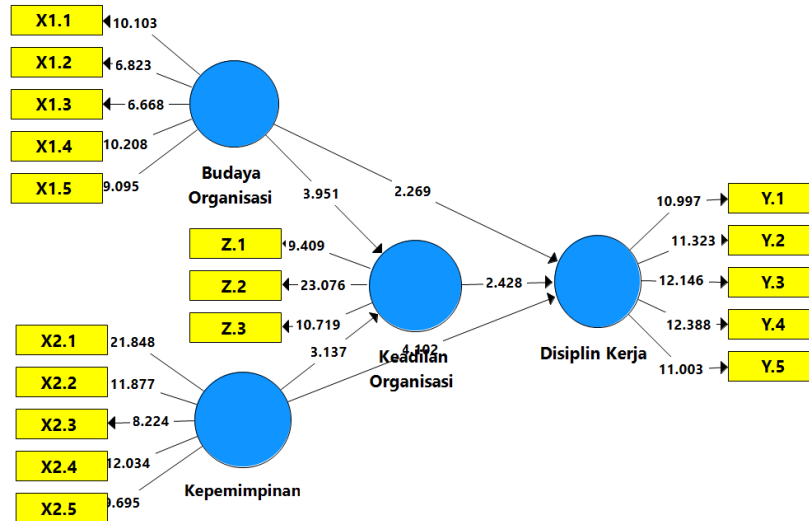 X1.1
10.103
X1.2
6.823
X1.3
6.668
X1.4
10.208
X1.5
9.095
Budaya
Organisasi
3.951
2.269
Z.1
9.409
Z.2
23.076
Z.3
10.719
3.137
Keadilan
Organisasi
2.428
4.102
X2.1
21.848
X2.2
11.877
X2.3
8.224
X2.4
12.034
X2.5
9.695
Kepemimpinan
Disiplin Kerja
10.997
Y.1
11.323
Y.2
12.146
Y.3
12.388
Y.4
11.003
Y.5